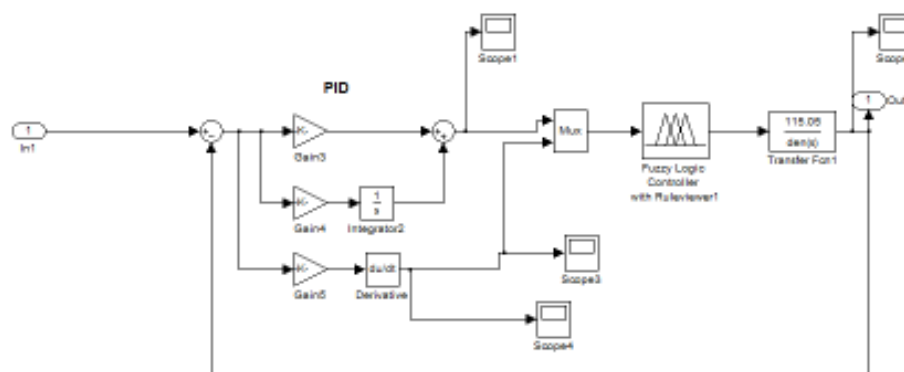 Scope1
Scope
PID
1
Out
1
In1
-K-
Gain3
Mux
115.05
den(s)
Transfer Fcn1
Fuzzy Logic
Controller
with Ruleviewer1
-K-
Gain4
1
s
Integrator2
-K-
Gain5
du/dt
Derivative
Scope3
Scope4